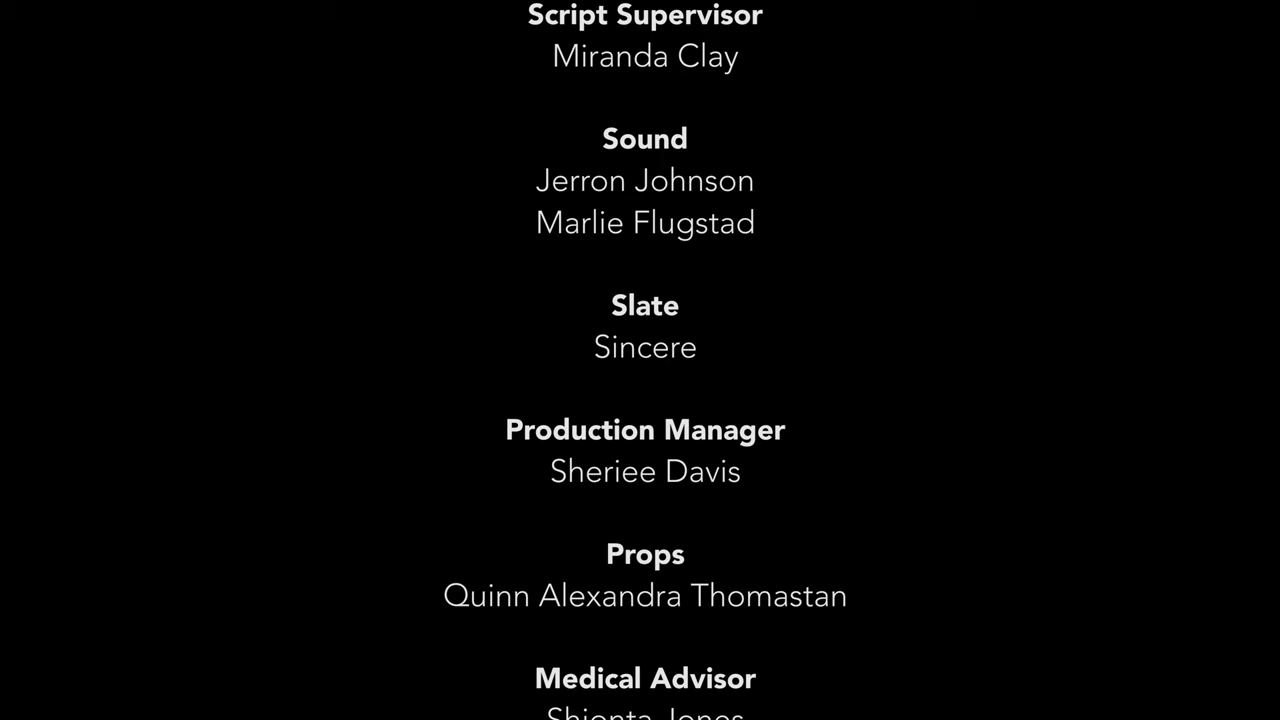 Script Supervisor
Miranda Clay
Sound
Jerron Johnson
Marlie Flugstad
Slate
Sincere
Production Manager
Sheriee Davis
Props
Quinn Alexandra Thomastan
Medical Advisor
Jones